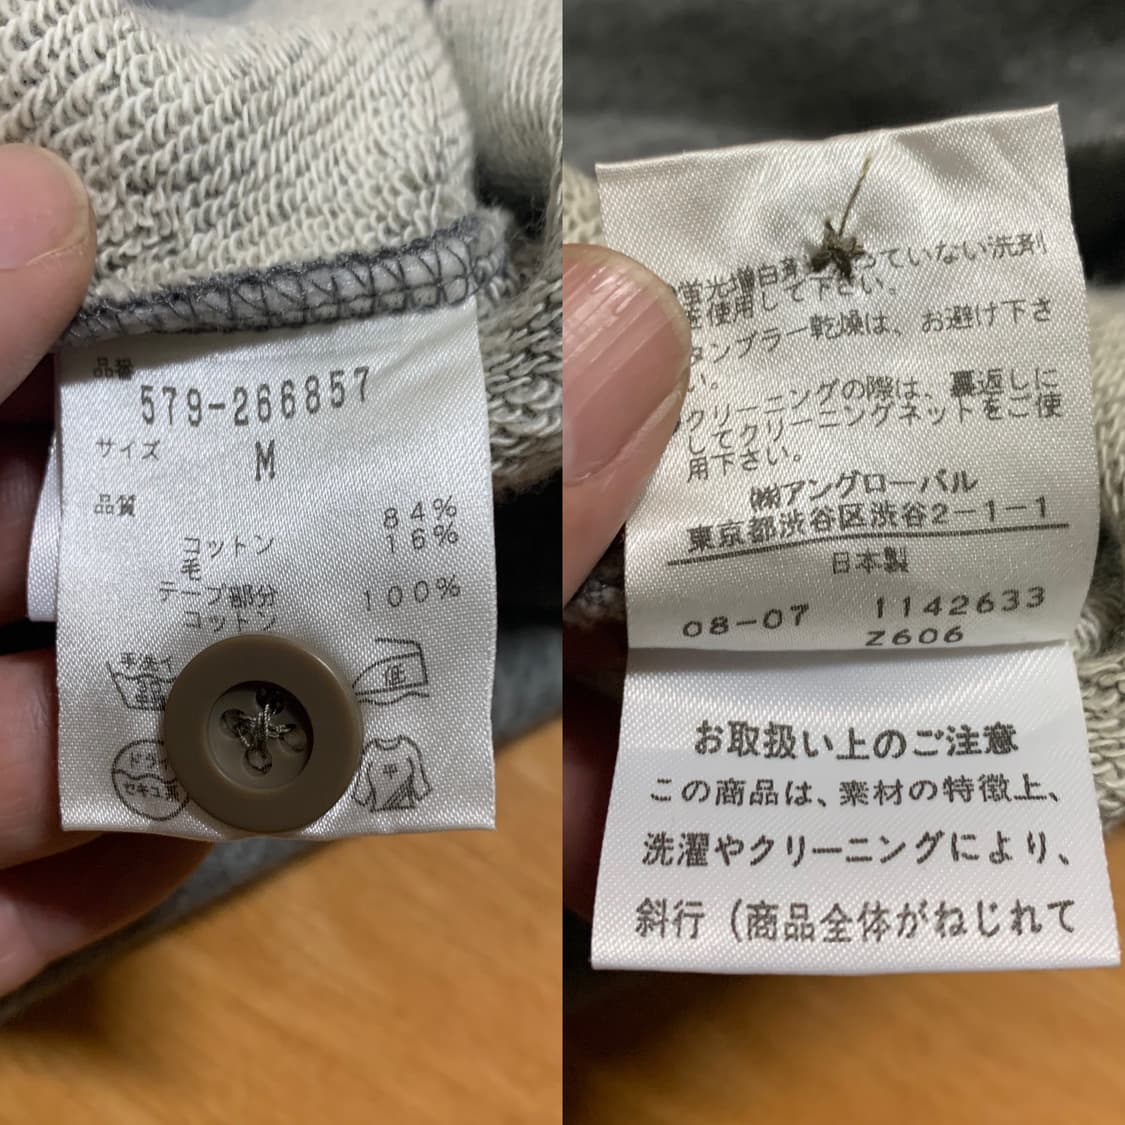 品番
579-266857
サイズ
M
品質
84%
コットン 16%
毛
テープ部分 100%
コットン
手洗イ
低
ドライ
セキユ系
平
蛍光増白剤 っていない洗剤
を使用して下さい。
タンブラー乾燥は、お避け下さ
い。
クリーニングの際は、裏返しに
してクリーニングネットをご使
用下さい。
㈱アングローバル
東京都渋谷区渋谷2-1-1
日本製
08-07 1142633
Z606
お取扱い上のご注意
この商品は、素材の特徴上、
洗濯やクリーニングにより、
斜行（商品全体がねじれて